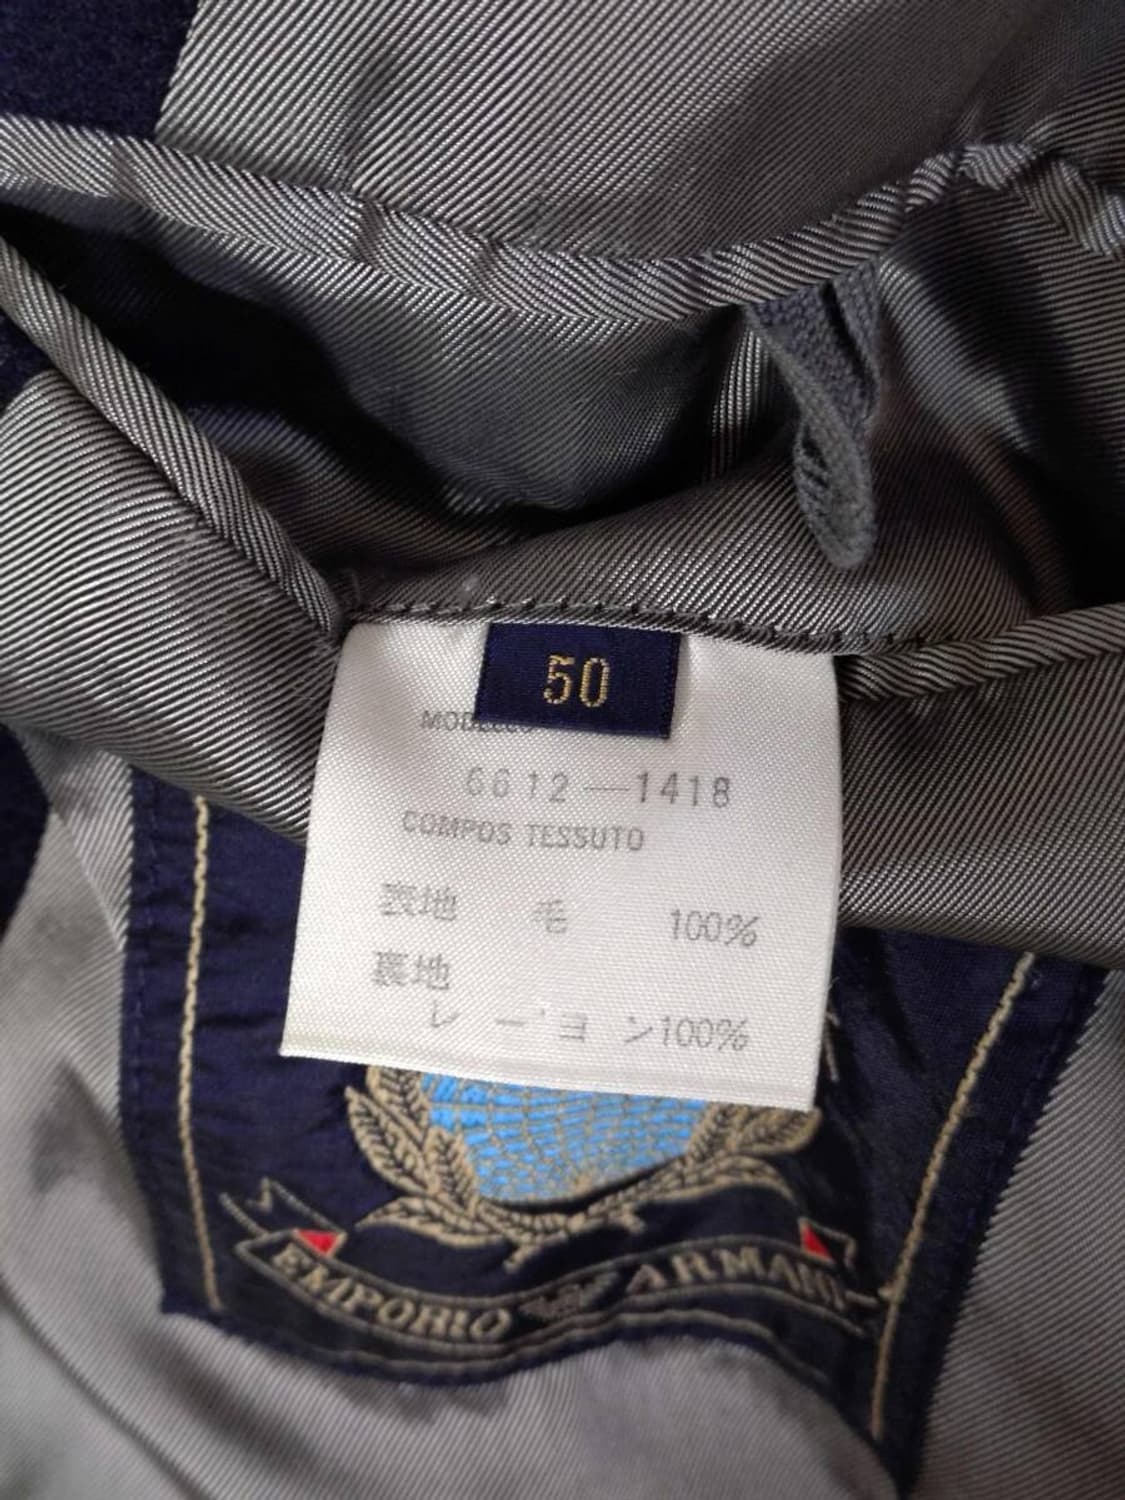 50
MODELLO
6612—1418
COMPOS TESSUTO
表地 毛 100%
裏地
レーヨン100%
EMPORIO ARMANI